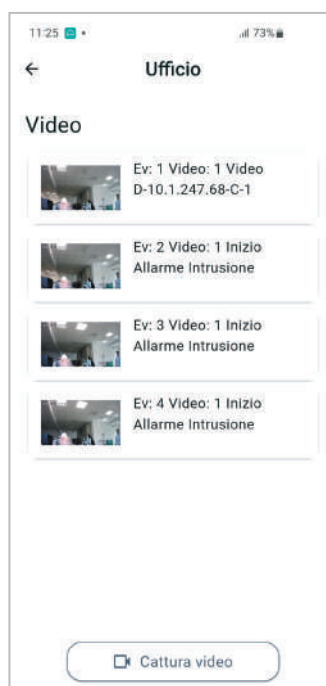 11:25
73%
Ufficio
Video
Ev: 1 Video: 1 Video
D-10.1.247.68-C-1
Ev: 2 Video: 1 Inizio
Allarme Intrusione
Ev: 3 Video: 1 Inizio
Allarme Intrusione
Ev: 4 Video: 1 Inizio
Allarme Intrusione
Cattura video